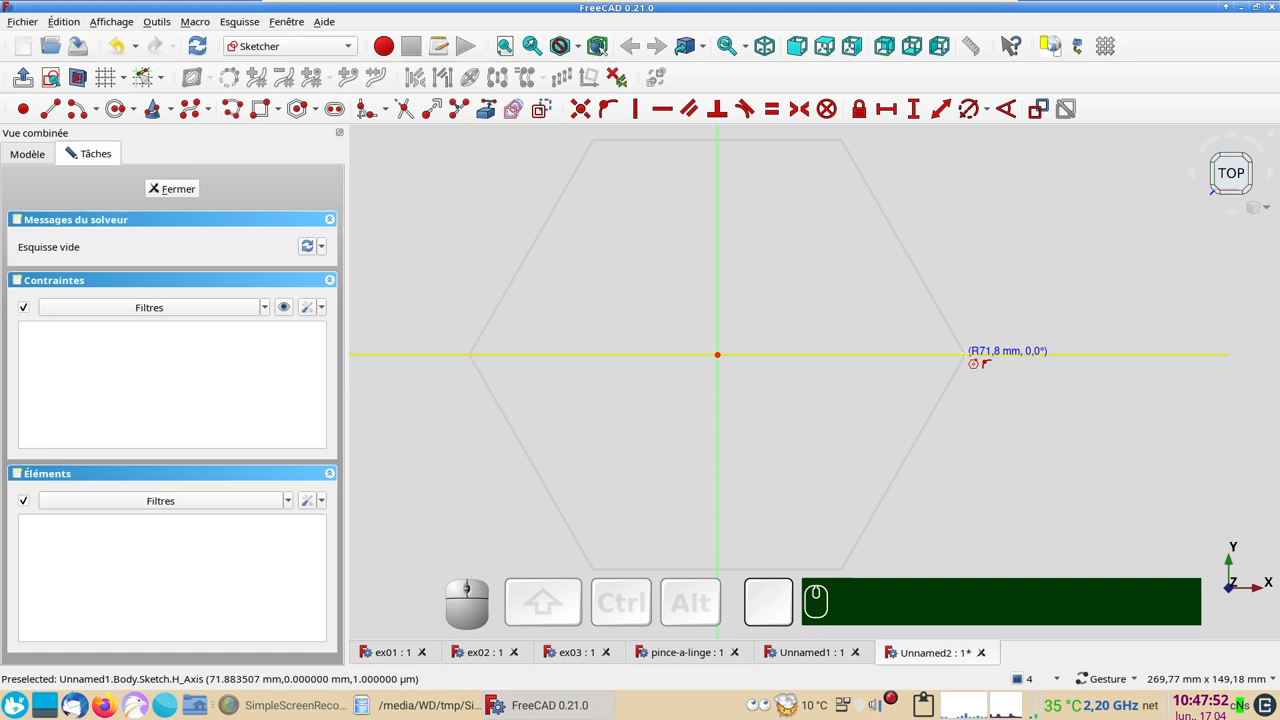 FreeCAD 0.21.0
Fichier Édition Affichage Outils Macro Esquisse Fenêtre Aide
Sketcher
Vue combinée
Modèle Tâches
Fermer
Messages du solveur
Esquisse vide
Contraintes
Filtres
Éléments
Filtres
TOP
(R71,8 mm, 0,0°)
Y
Z X
Ctrl Alt
ex01 : 1 ex02 : 1 ex03 : 1 pince-a-linge : 1 Unnamed1 : 1 Unnamed2 : 1*
Preselected: Unnamed1.Body.Sketch.H_Axis (71.883507 mm,0.000000 mm,1.000000 µm) 4 Gesture 269,77 mm x 149,18 mm
SimpleScreenReco... /media/WD/tmp/Si... FreeCAD 0.21.0 10 °C 35 °C 2,20 GHz net 10:47:52
lun.. 17 04